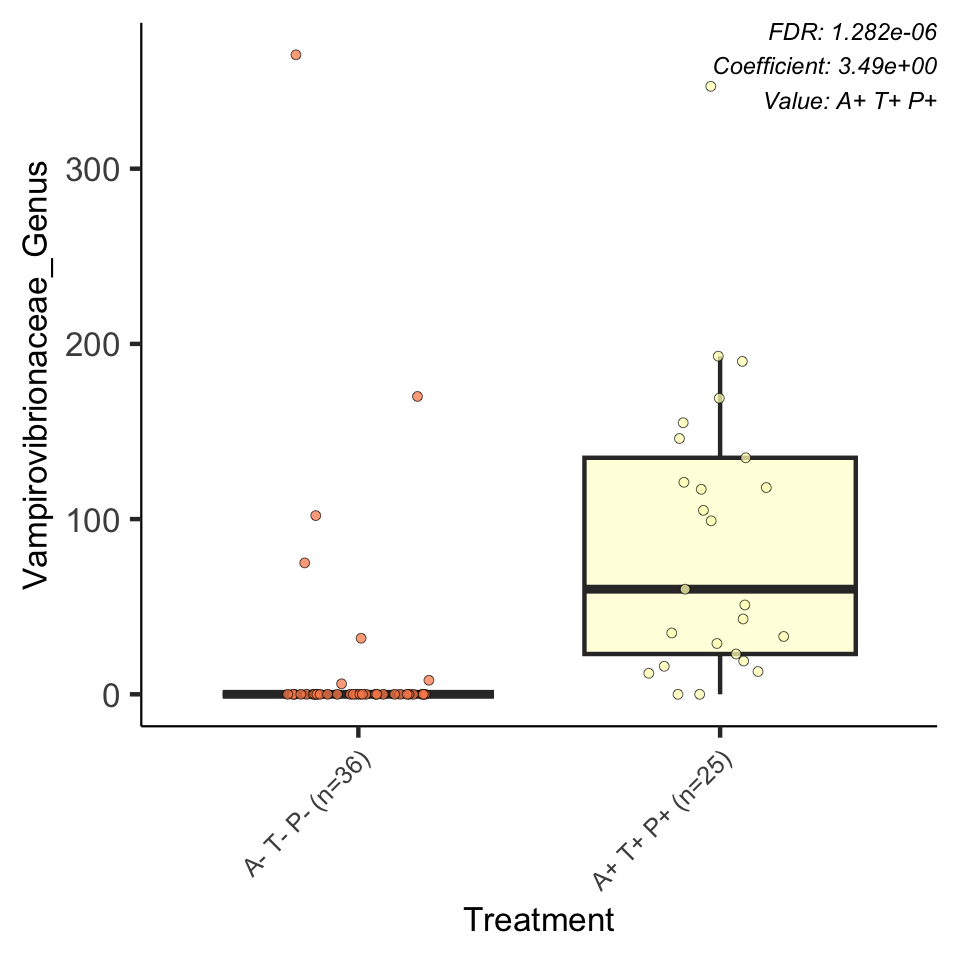 FDR: 1.282e-06
Coefficient: 3.49e+00
Value: A+ T+ P+
Vampirovibrionaceae_Genus
300
200
100
0
A- T- P- (n=36)
A+ T+ P+ (n=25)
Treatment